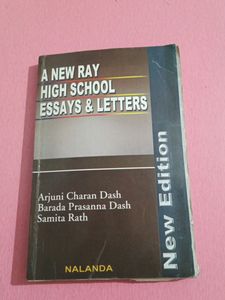 A NEW RAY
HIGH SCHOOL
ESSAYS & LETTERS
Arjuni Charan Dash
Barada Prasanna Dash
Samita Rath
New Edition
NALANDA